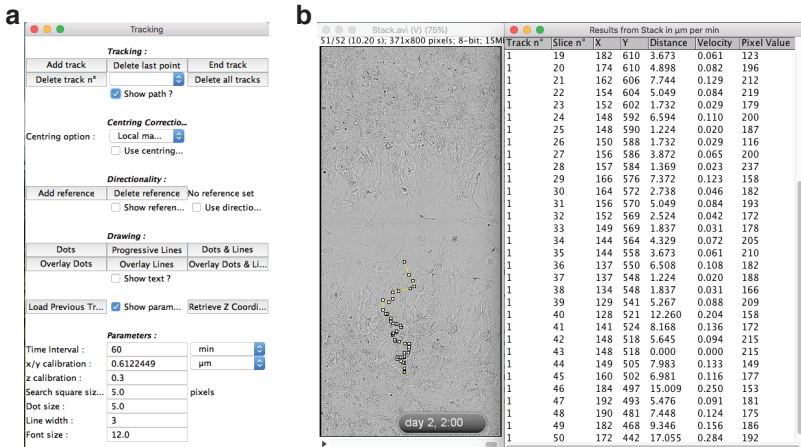 a
Tracking
Tracking :
Add track Delete last point End track
Delete track n° Delete all tracks
Show path ?
Centring Correctio...
Centring option : Local ma...
Use centring...
Directionality :
Add reference Delete reference No reference set
Show referen... Use directio...
Drawing :
Dots Progressive Lines Dots & Lines
Overlay Dots Overlay Lines Overlay Dots & Li...
Show text ?
Load Previous Tr... Show param... Retrieve Z Coordi...
Parameters :
Time Interval : 60 min
x/y calibration : 0.6122449 µm
z calibration : 0.3
Search square siz... 5.0 pixels
Dot size : 5.0
Line width : 3
Font size : 12.0
b
Stack.avi (V) (75%)
51/52 (10.20 s); 371x800 pixels; 8-bit; 15M
day 2, 2:00
Results from Stack in µm per min
Track n° Slice n° X Y Distance Velocity Pixel Value
1 19 182 610 3.673 0.061 123
1 20 174 610 4.898 0.082 196
1 21 162 606 7.744 0.129 212
1 22 154 604 5.049 0.084 219
1 23 152 602 1.732 0.029 179
1 24 148 592 6.594 0.110 200
1 25 148 590 1.224 0.020 187
1 26 150 588 1.732 0.029 116
1 27 156 586 3.872 0.065 200
1 28 157 584 1.369 0.023 237
1 29 166 576 7.372 0.123 158
1 30 164 572 2.738 0.046 182
1 31 156 570 5.049 0.084 193
1 32 152 569 2.524 0.042 172
1 33 149 569 1.837 0.031 178
1 34 144 564 4.329 0.072 205
1 35 144 558 3.673 0.061 210
1 36 137 550 6.508 0.108 182
1 37 137 548 1.224 0.020 188
1 38 134 548 1.837 0.031 166
1 39 129 541 5.267 0.088 209
1 40 128 521 12.260 0.204 158
1 41 141 524 8.168 0.136 172
1 42 148 518 5.645 0.094 215
1 43 148 518 0.000 0.000 215
1 44 149 505 7.983 0.133 149
1 45 160 502 6.981 0.116 177
1 46 184 497 15.009 0.250 153
1 47 192 493 5.476 0.091 181
1 48 190 481 7.448 0.124 175
1 49 182 468 9.346 0.156 186
1 50 172 442 17.055 0.284 192